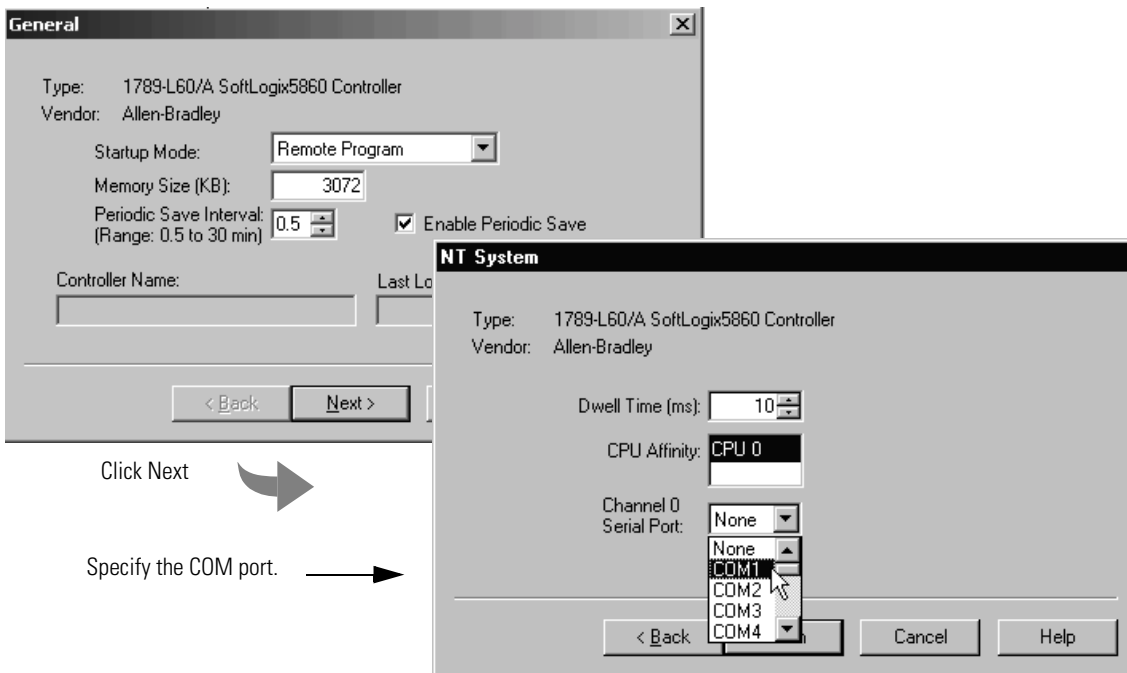 General
Type: 1789-L60/A SoftLogix5860 Controller
Vendor: Allen-Bradley
Startup Mode: Remote Program
Memory Size (KB): 3072
Periodic Save Interval: 0.5
(Range: 0.5 to 30 min)
Enable Periodic Save
Controller Name:
Last Lo
< Back
Next >
Click Next
Specify the COM port.
NT System
Type: 1789-L60/A SoftLogix5860 Controller
Vendor: Allen-Bradley
Dwell Time (ms): 10
CPU Affinity: CPU 0
Channel 0
Serial Port: None
None
COM1
COM2
COM3
COM4
< Back
Cancel
Help